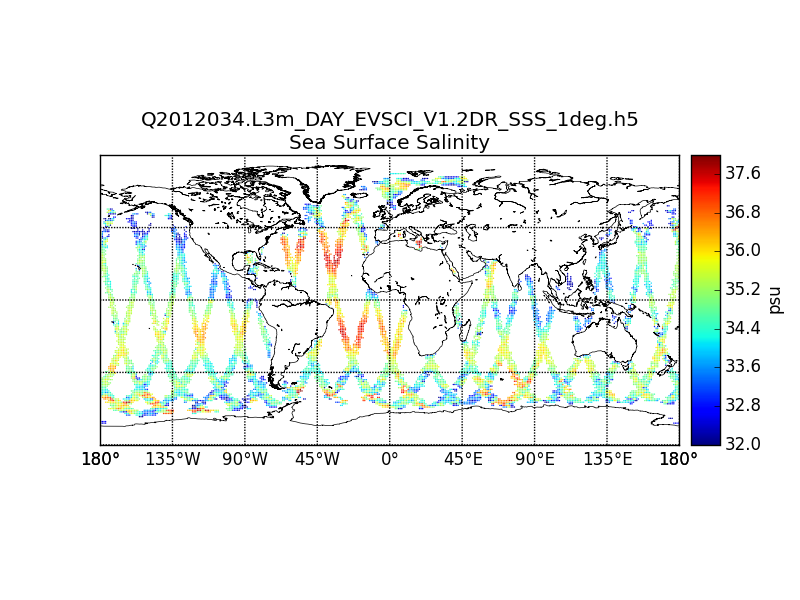 Q2012034.L3m_DAY_EVSCI_V1.2DR_SSS_1deg.h5
Sea Surface Salinity
37.6
36.8
36.0
35.2
34.4
33.6
32.8
32.0
psu
180° 135°W 90°W 45°W 0° 45°E 90°E 135°E 180°